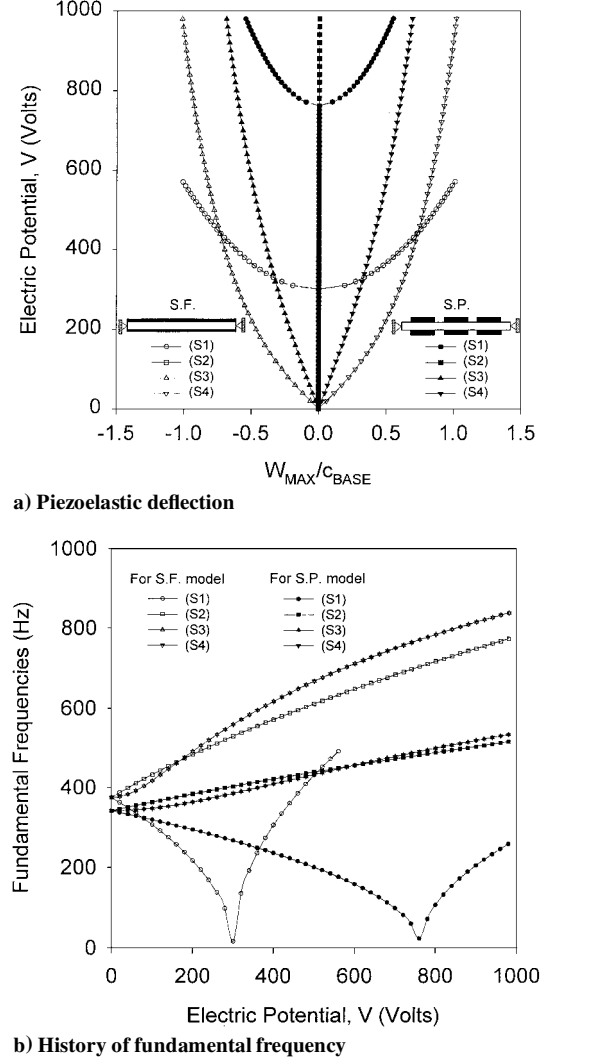 1000
800
600
400
200
0
Electric Potential, V (Volts)
S.F.
(S1)
(S2)
(S3)
(S4)
S.P.
(S1)
(S2)
(S3)
(S4)
-1.5 -1.0 -0.5 0.0 0.5 1.0 1.5
W_MAX/c_BASE
a) Piezoelastic deflection
1000
800
600
400
200
0
Fundamental Frequencies (Hz)
For S.F. model
(S1)
(S2)
(S3)
(S4)
For S.P. model
(S1)
(S2)
(S3)
(S4)
0 200 400 600 800 1000
Electric Potential, V (Volts)
b) History of fundamental frequency